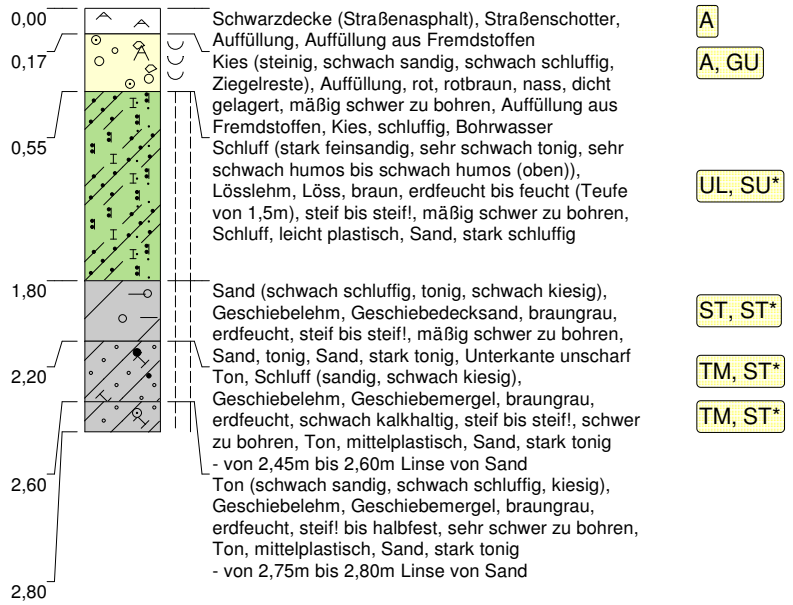 0,00
Schwarzdecke (Straßenasphalt), Straßenschotter,
Auffüllung, Auffüllung aus Fremdstoffen
A
0,17
Kies (steinig, schwach sandig, schwach schluffig,
Ziegelreste), Auffüllung, rot, rotbraun, nass, dicht
gelagert, mäßig schwer zu bohren, Auffüllung aus
Fremdstoffen, Kies, schluffig, Bohrwasser
A, GU
0,55
Schluff (stark feinsandig, sehr schwach tonig, sehr
schwach humos bis schwach humos (oben)),
Lösslehm, Löss, braun, erdfeucht bis feucht (Teufe
von 1,5m), steif bis steif!, mäßig schwer zu bohren,
Schluff, leicht plastisch, Sand, stark schluffig
UL, SU*
1,80
Sand (schwach schluffig, tonig, schwach kiesig),
Geschiebelehm, Geschiebedecksand, braungrau,
erdfeucht, steif bis steif!, mäßig schwer zu bohren,
Sand, tonig, Sand, stark tonig, Unterkante unscharf
ST, ST*
2,20
Ton, Schluff (sandig, schwach kiesig),
Geschiebelehm, Geschiebemergel, braungrau,
erdfeucht, schwach kalkhaltig, steif bis steif!, schwer
zu bohren, Ton, mittelplastisch, Sand, stark tonig
- von 2,45m bis 2,60m Linse von Sand
TM, ST*
2,60
Ton (schwach sandig, schwach schluffig, kiesig),
Geschiebelehm, Geschiebemergel, braungrau,
erdfeucht, steif! bis halbfest, sehr schwer zu bohren,
Ton, mittelplastisch, Sand, stark tonig
- von 2,75m bis 2,80m Linse von Sand
TM, ST*
2,80